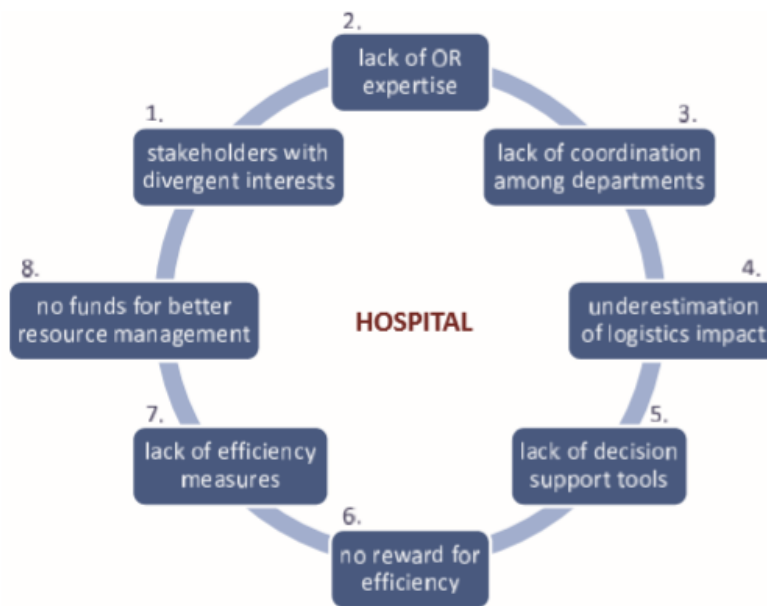 1.
stakeholders with
divergent interests
2.
lack of OR
expertise
3.
lack of coordination
among departments
4.
underestimation
of logistics impact
5.
lack of decision
support tools
6.
no reward for
efficiency
7.
lack of efficiency
measures
8.
no funds for better
resource management
HOSPITAL